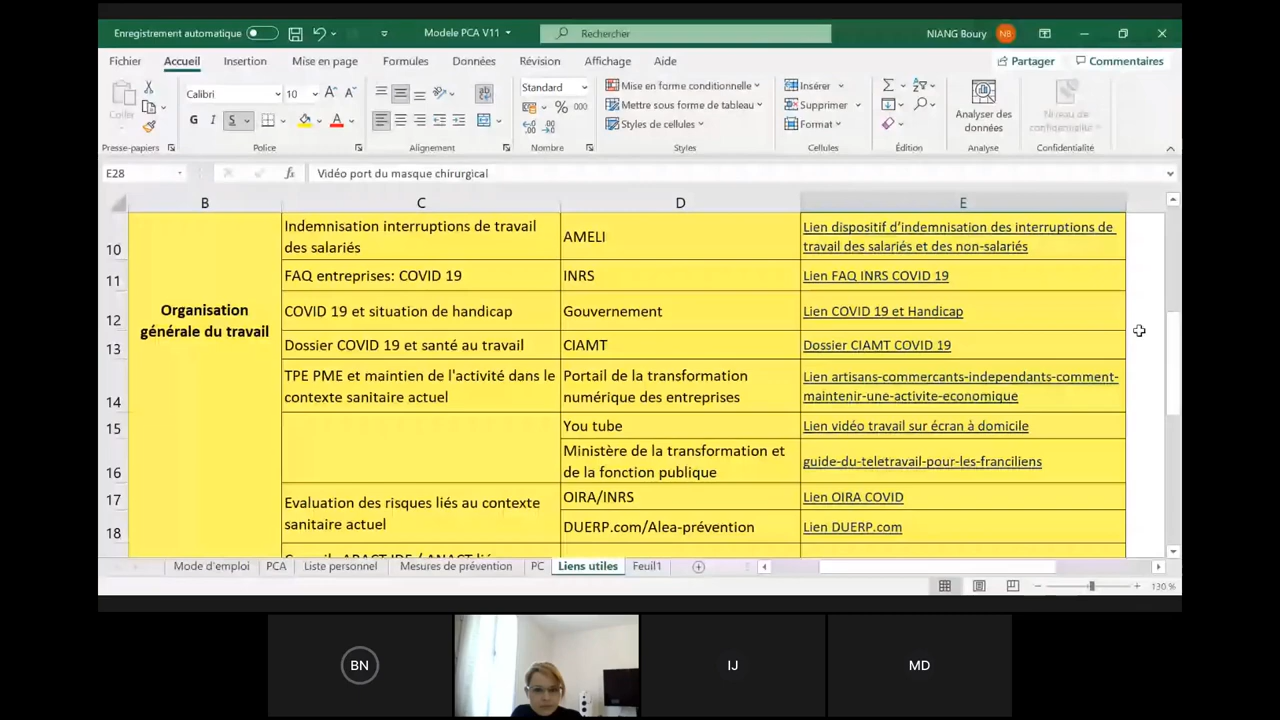 Enregistrement automatique
Modele PCA V11
Rechercher
NIANG Boury
NB
Fichier
Accueil
Insertion
Mise en page
Formules
Données
Révision
Affichage
Aide
Partager
Commentaires
Coller
Calibri
10
G I S
Standard
Mise en forme conditionnelle
Mettre sous forme de tableau
Styles de cellules
Insérer
Supprimer
Format
Analyser des
données
Niveau de
confidentialité
Presse-papiers
Police
Alignement
Nombre
Styles
Cellules
Édition
Analyse
Confidentialité
E28
fx
Vidéo port du masque chirurgical
B C D E
10
Indemnisation interruptions de travail
des salariés
AMELI
Lien dispositif d’indemnisation des interruptions de
travail des salariés et des non-salariés
11
FAQ entreprises: COVID 19
INRS
Lien FAQ INRS COVID 19
Organisation
générale du travail
12
COVID 19 et situation de handicap
Gouvernement
Lien COVID 19 et Handicap
13
Dossier COVID 19 et santé au travail
CIAMT
Dossier CIAMT COVID 19
14
TPE PME et maintien de l'activité dans le
contexte sanitaire actuel
Portail de la transformation
numérique des entreprises
Lien artisans-commercants-independants-comment-
maintenir-une-activite-economique
15
You tube
Lien vidéo travail sur écran à domicile
16
Ministère de la transformation et
de la fonction publique
guide-du-teletravail-pour-les-franciliens
17
Evaluation des risques liés au contexte
sanitaire actuel
OIRA/INRS
Lien OIRA COVID
18
DUERP.com/Alea-prévention
Lien DUERP.com
Mode d'emploi
PCA
Liste personnel
Mesures de prévention
PC
Liens utiles
Feuil1
130 %
BN
IJ
MD